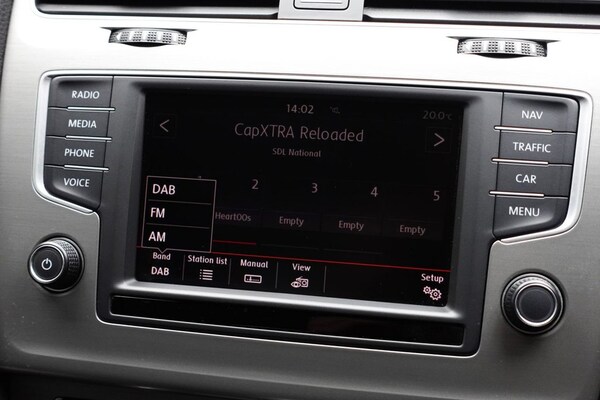 RADIO
MEDIA
PHONE
VOICE
14:02
20.0°C
CapXTRA Reloaded
SDL National
NAV
TRAFFIC
CAR
MENU
DAB
FM
AM
2
3
4
5
Heart00s
Empty
Empty
Empty
Band
DAB
Station list
Manual
View
Setup